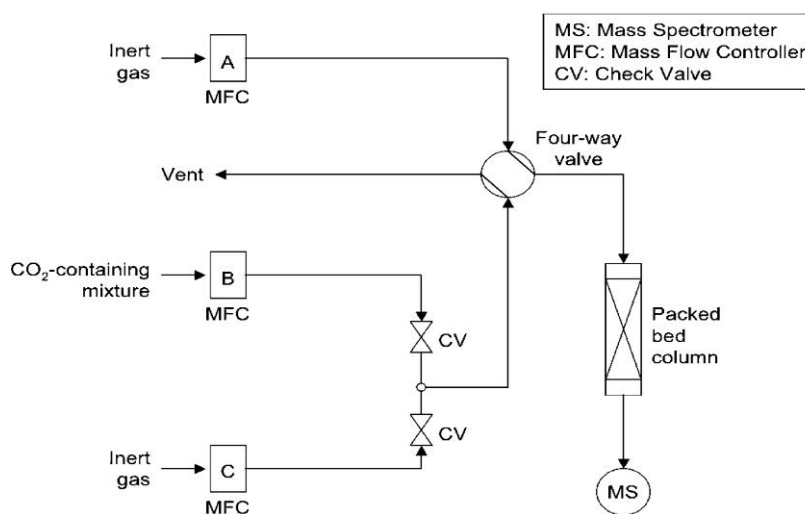 MS: Mass Spectrometer
MFC: Mass Flow Controller
CV: Check Valve
Inert
gas
A
MFC
Four-way
valve
Vent
CO₂-containing
mixture
B
MFC
CV
Packed
bed
column
CV
Inert
gas
C
MFC
MS